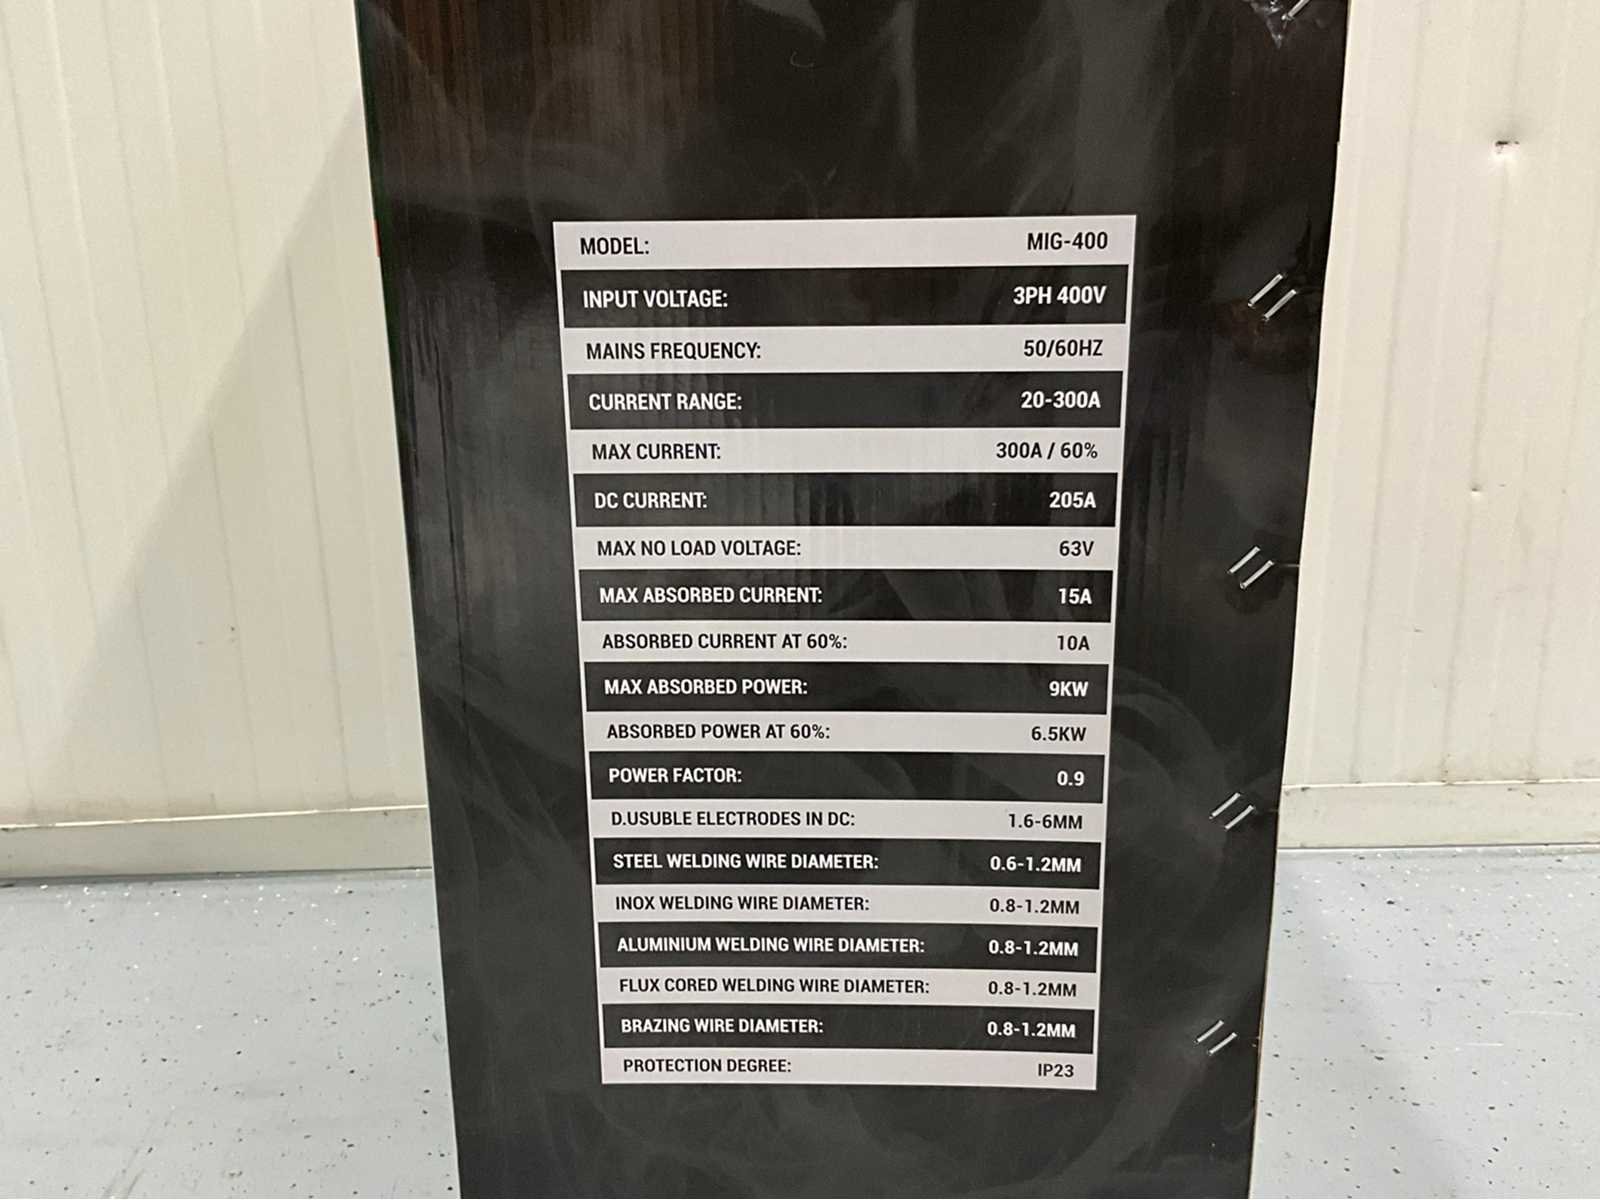 MODEL: MIG-400
INPUT VOLTAGE: 3PH 400V
MAINS FREQUENCY: 50/60HZ
CURRENT RANGE: 20-300A
MAX CURRENT: 300A / 60%
DC CURRENT: 205A
MAX NO LOAD VOLTAGE: 63V
MAX ABSORBED CURRENT: 15A
ABSORBED CURRENT AT 60%: 10A
MAX ABSORBED POWER: 9KW
ABSORBED POWER AT 60%: 6.5KW
POWER FACTOR: 0.9
D.USUBLE ELECTRODES IN DC: 1.6-6MM
STEEL WELDING WIRE DIAMETER: 0.6-1.2MM
INOX WELDING WIRE DIAMETER: 0.8-1.2MM
ALUMINIUM WELDING WIRE DIAMETER: 0.8-1.2MM
FLUX CORED WELDING WIRE DIAMETER: 0.8-1.2MM
BRAZING WIRE DIAMETER: 0.8-1.2MM
PROTECTION DEGREE: IP23